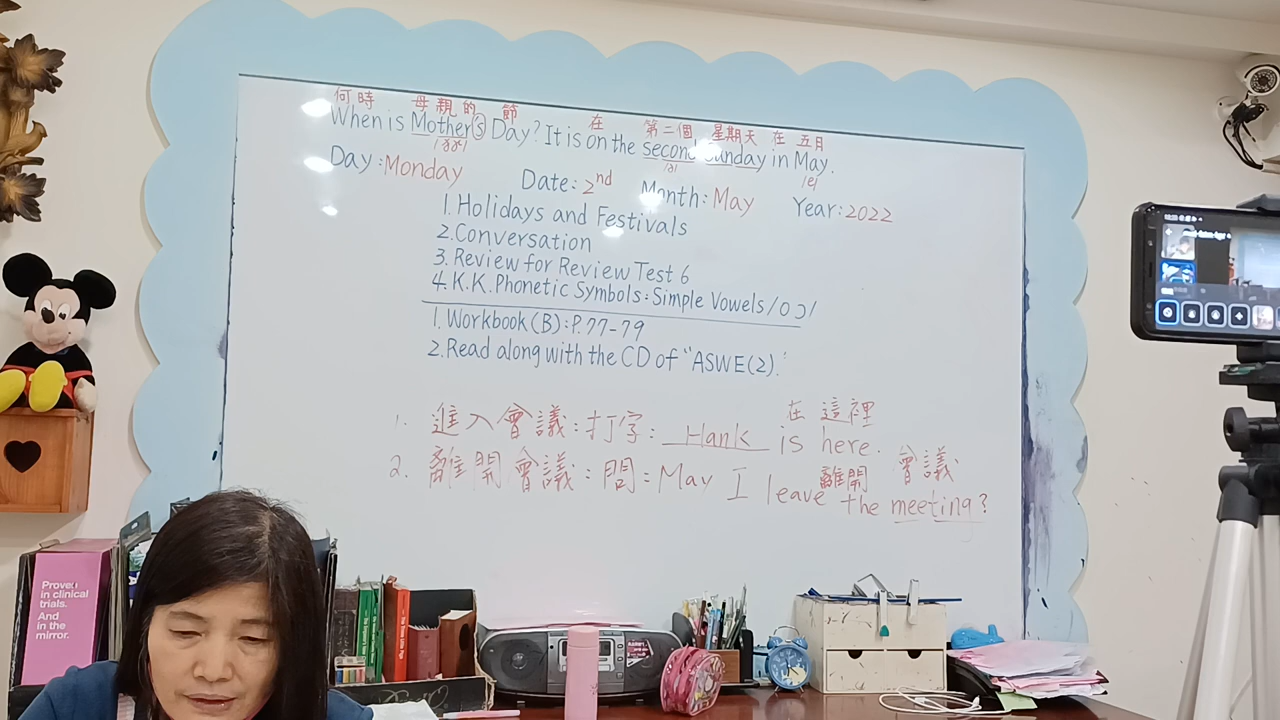 何時 母親的 節 在 第二個 星期天 在 五月
When is Mother's Day? It is on the second Sunday in May.
Day: Monday Date: 2nd Month: May Year: 2022
1. Holidays and Festivals
2. Conversation
3. Review for Review Test 6
4. K.K. Phonetic Symbols: Simple Vowels /o ɔ/
1. Workbook (B): P.77-79
2. Read along with the CD of "ASWE(2)."
在 這裡
1. 進入會議：打字： Hank is here.
離開 會議
2. 離開會議：問：May I leave the meeting?
Proven
in clinical
trials.
And
in the
mirror.